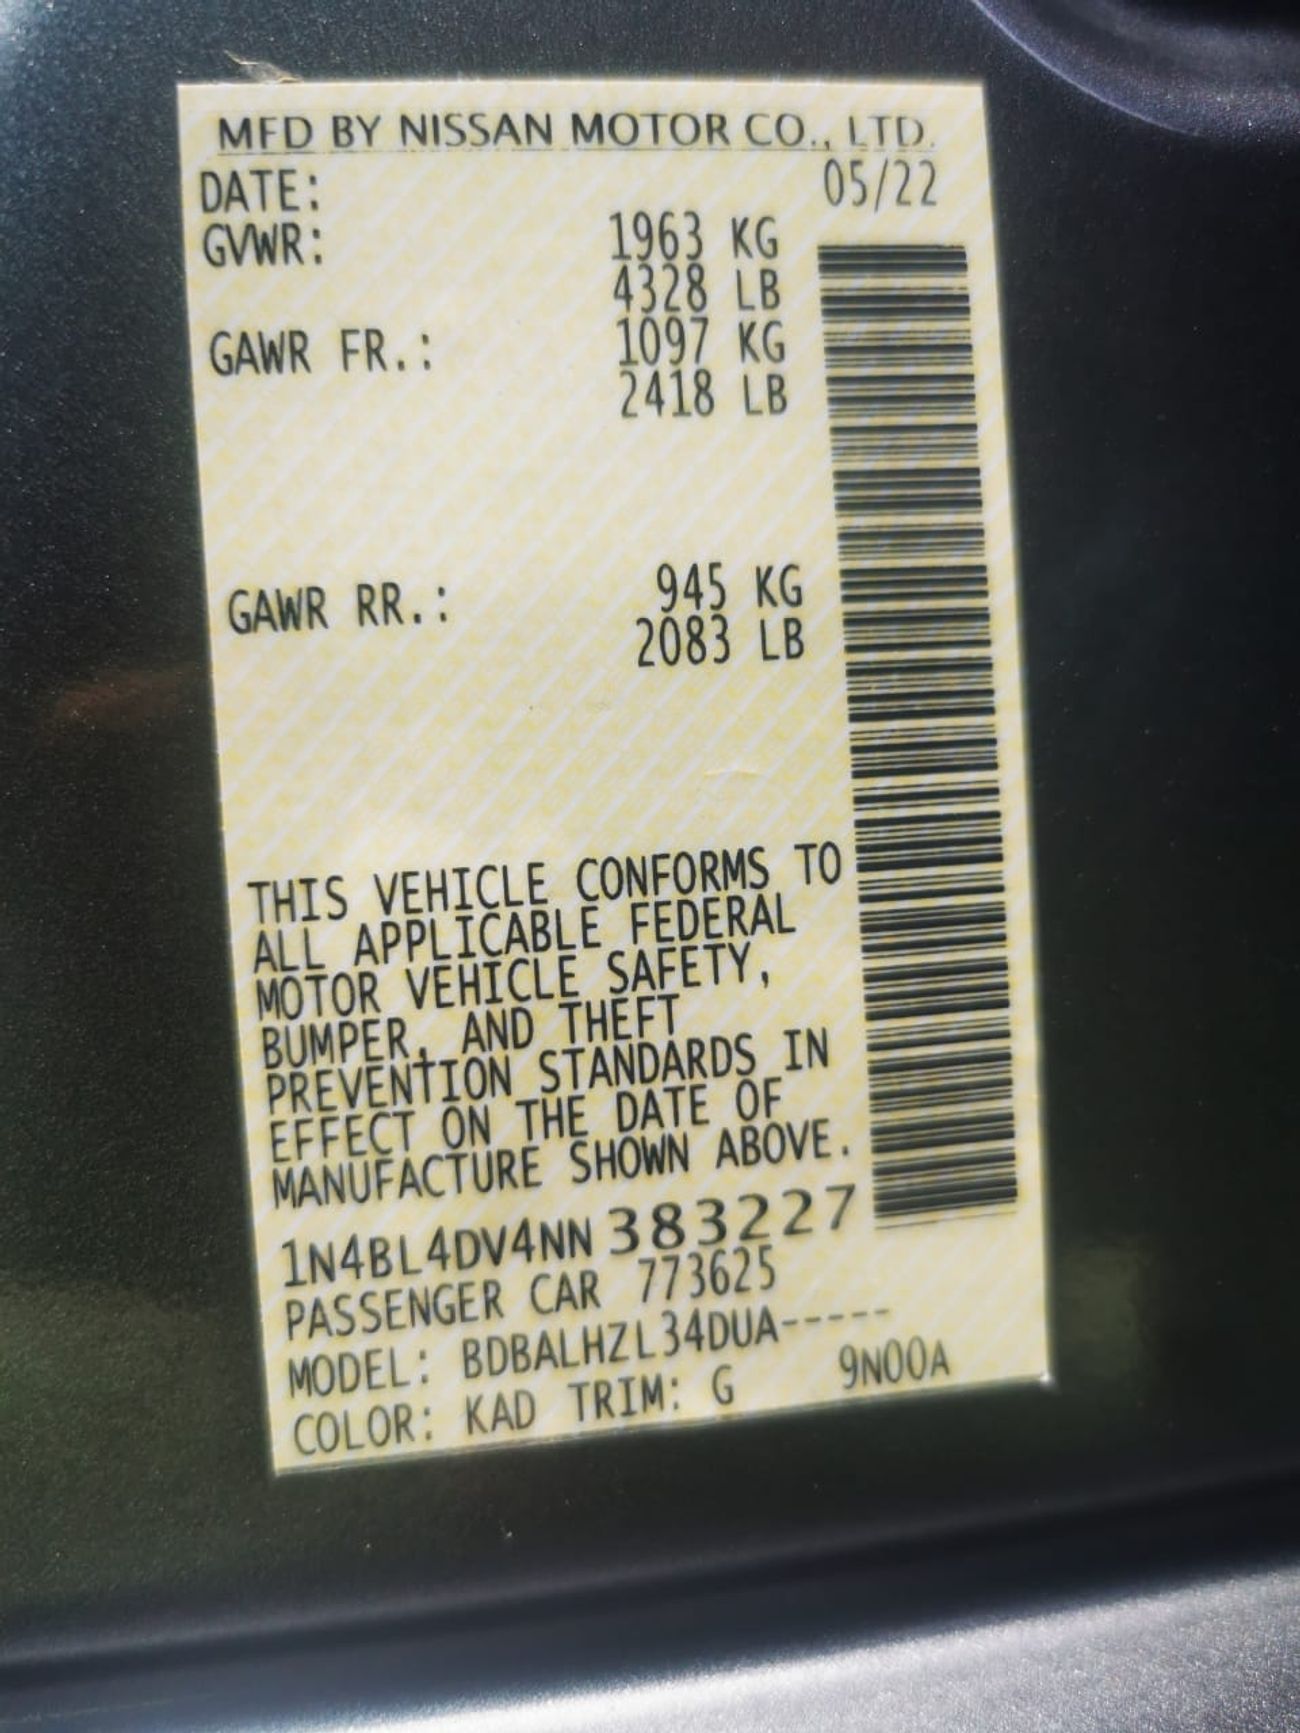 MFD BY NISSAN MOTOR CO., LTD.
DATE: 05/22
GVWR: 1963 KG
4328 LB
GAWR FR.: 1097 KG
2418 LB
GAWR RR.: 945 KG
2083 LB
THIS VEHICLE CONFORMS TO
ALL APPLICABLE FEDERAL
MOTOR VEHICLE SAFETY,
BUMPER, AND THEFT
PREVENTION STANDARDS IN
EFFECT ON THE DATE OF
MANUFACTURE SHOWN ABOVE.
1N4BL4DV4NN383227
PASSENGER CAR 773625
MODEL: BDBALHZL34DUA-----
COLOR: KAD TRIM: G 9N00A